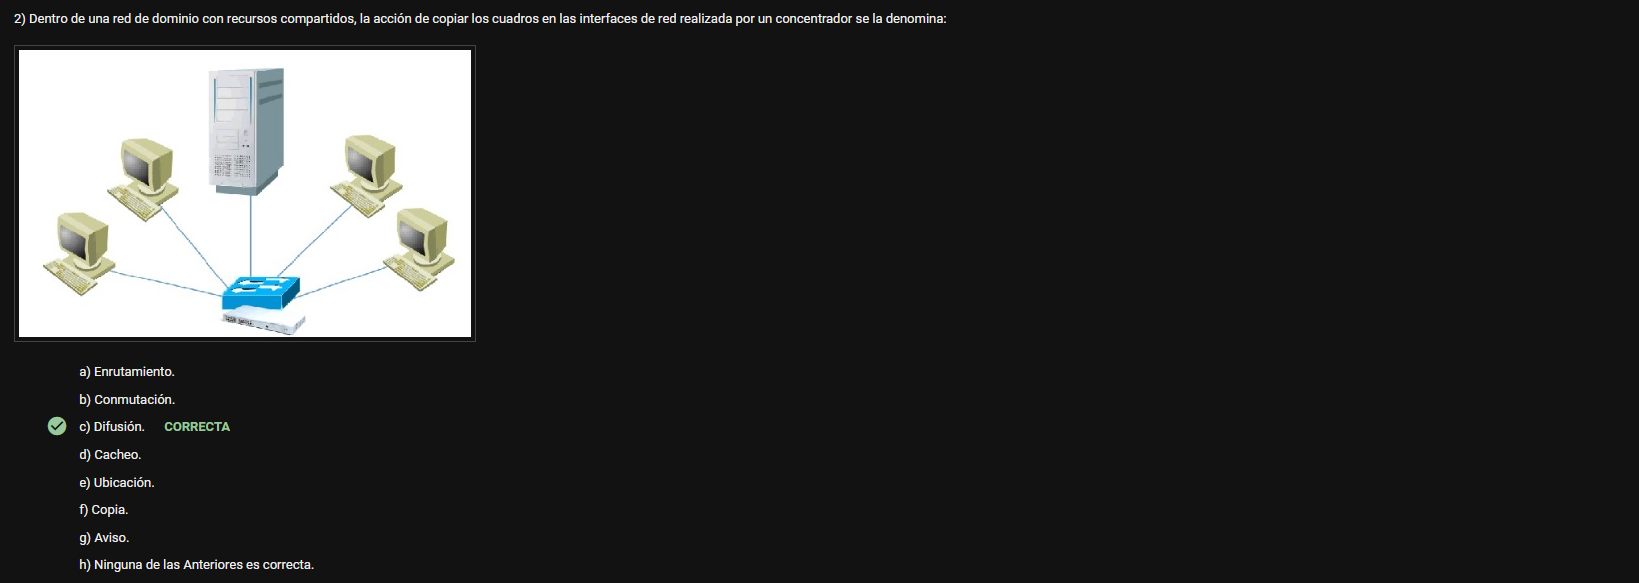 2) Dentro de una red de dominio con recursos compartidos, la acción de copiar los cuadros en las interfaces de red realizada por un concentrador se la denomina:
a) Enrutamiento.
b) Conmutación.
c) Difusión. CORRECTA
d) Cacheo.
e) Ubicación.
f) Copia.
g) Aviso.
h) Ninguna de las Anteriores es correcta.